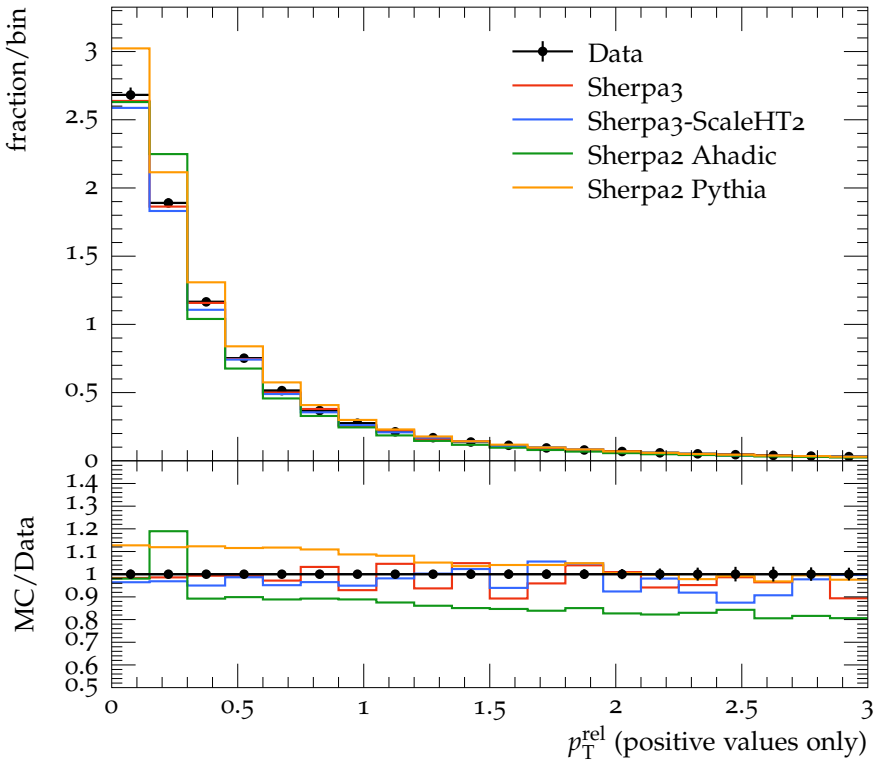 fraction/bin
3
2.5
2
1.5
1
0.5
0
Data
Sherpa3
Sherpa3-ScaleHT2
Sherpa2 Ahadic
Sherpa2 Pythia
MC/Data
1.4
1.3
1.2
1.1
1
0.9
0.8
0.7
0.6
0.5
0 0.5 1 1.5 2 2.5 3
p_T^rel (positive values only)